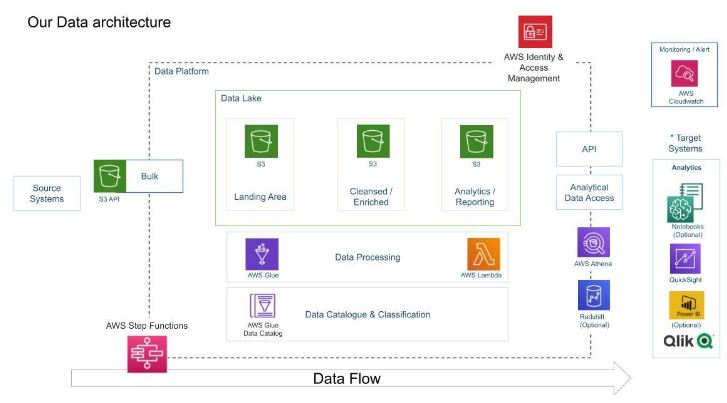 Our Data architecture
AWS Identity &
Access
Management
Monitoring / Alert
AWS
Cloudwatch
Data Platform
Data Lake
S3
Landing Area
S3
Cleansed /
Enriched
S3
Analytics /
Reporting
Source
Systems
S3 API
Bulk
API
Analytical
Data Access
* Target
Systems
Analytics
Notebooks
(Optional)
QuickSight
Power BI
(Optional)
Qlik
AWS Glue
Data Processing
AWS Lambda
AWS Athena
AWS Glue
Data Catalog
Data Catalogue & Classification
Redshift
(Optional)
AWS Step Functions
Data Flow